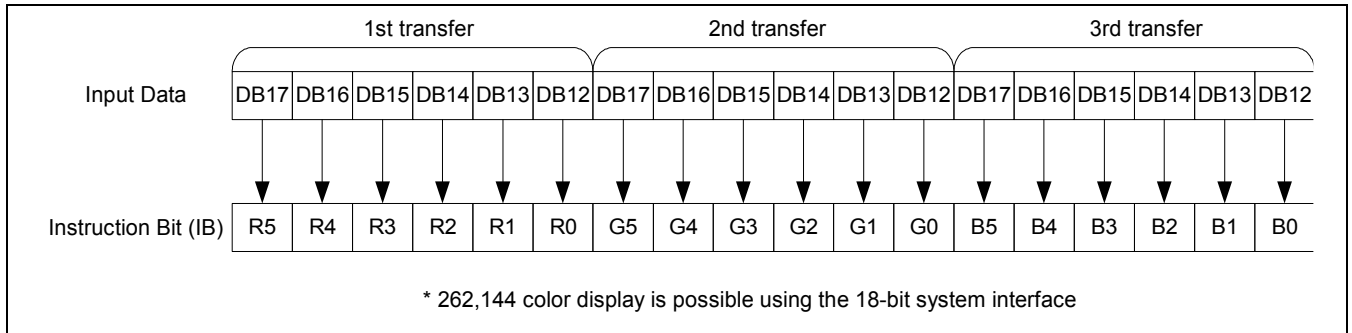 1st transfer 2nd transfer 3rd transfer
Input Data DB17 DB16 DB15 DB14 DB13 DB12 DB17 DB16 DB15 DB14 DB13 DB12 DB17 DB16 DB15 DB14 DB13 DB12
Instruction Bit (IB) R5 R4 R3 R2 R1 R0 G5 G4 G3 G2 G1 G0 B5 B4 B3 B2 B1 B0
* 262,144 color display is possible using the 18-bit system interface